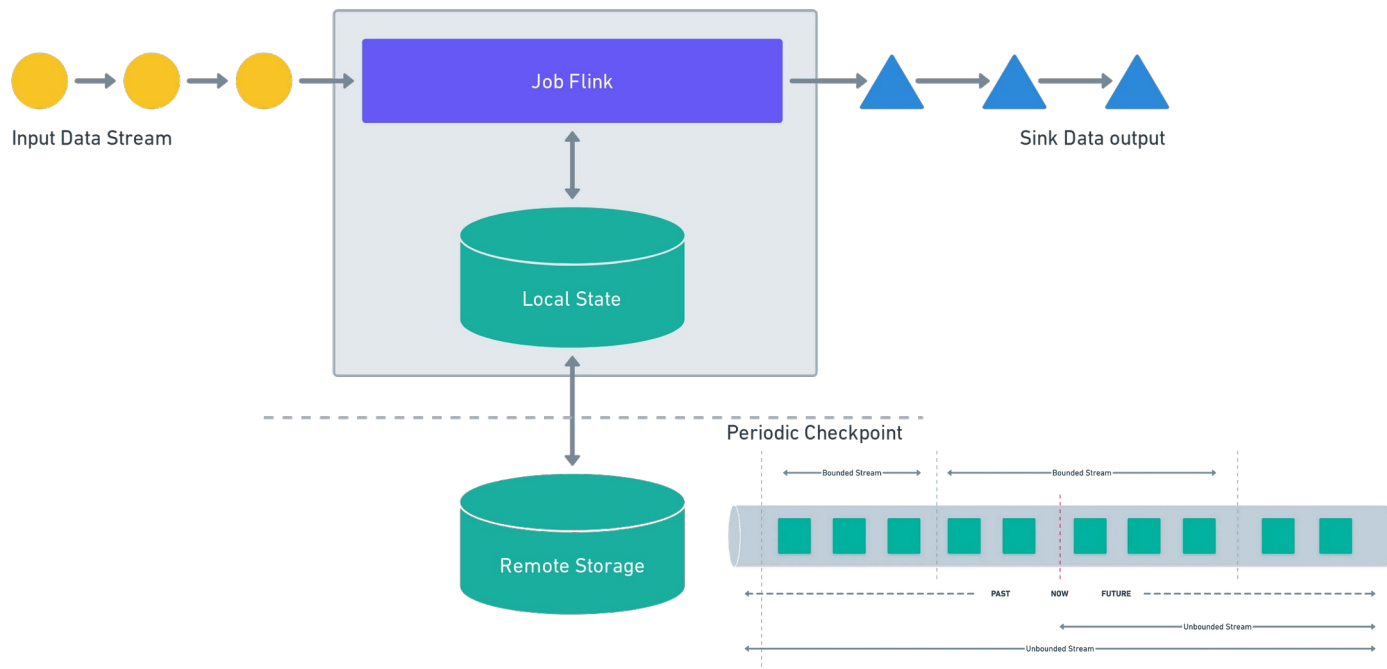 Job Flink
Input Data Stream
Sink Data output
Local State
Periodic Checkpoint
Bounded Stream
Bounded Stream
Remote Storage
PAST
NOW
FUTURE
Unbounded Stream
Unbounded Stream